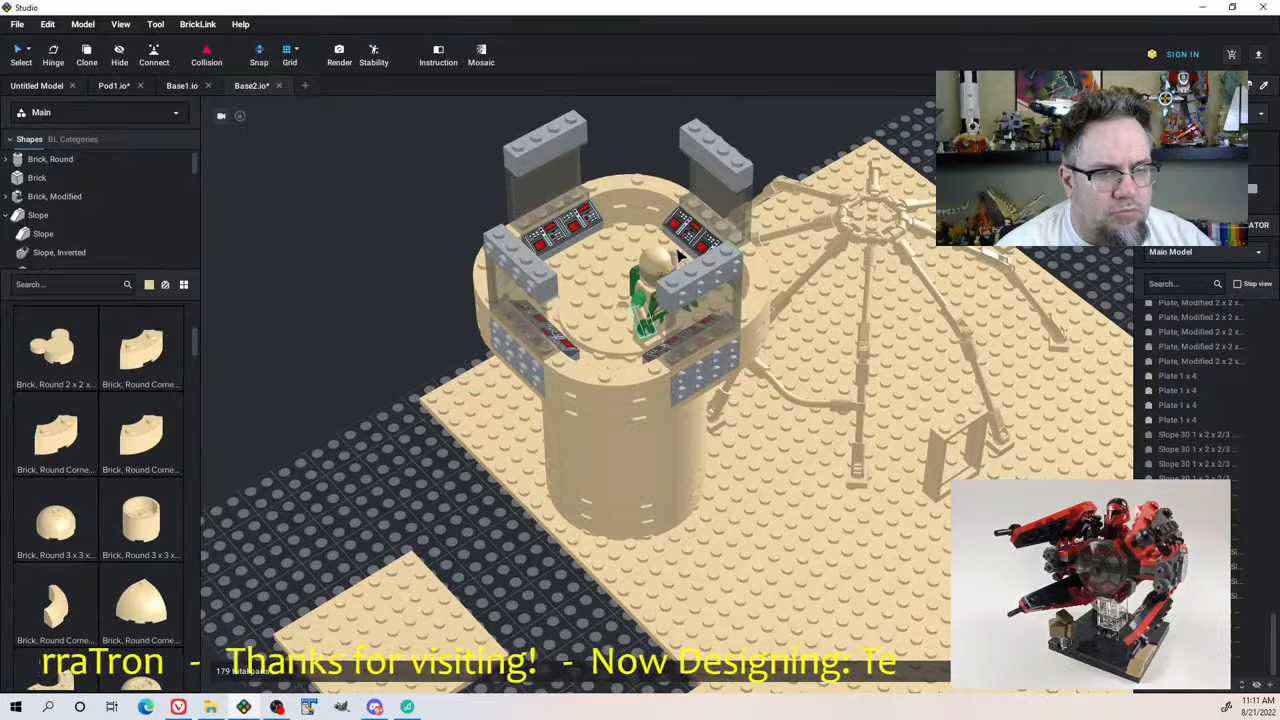 Studio
File Edit Model View Tool BrickLink Help
Select Hinge Clone Hide Connect Collision Snap Grid Render Stability Instruction Mosaic
SIGN IN
Untitled Model Pod1.io* Base1.io Base2.io*
Main
Shapes BL Categories
Brick, Round
Brick
Brick, Modified
Slope
Slope
Slope, Inverted
Search...
Brick, Round 2 x 2 x... Brick, Round Corne...
Brick, Round Corne... Brick, Round Corne...
Brick, Round 3 x 3 x... Brick, Round 3 x 3 x...
Brick, Round Corne... Brick, Round Corne...
Main Model
Search... Step view
Plate, Modified 2 x 2 x...
Plate, Modified 2 x 2 x...
Plate, Modified 2 x 2 x...
Plate, Modified 2 x 2 x...
Plate, Modified 2 x 2 x...
Plate 1 x 4
Plate 1 x 4
Plate 1 x 4
Plate 1 x 4
Slope 30 1 x 2 x 2/3 ...
Slope 30 1 x 2 x 2/3 ...
Slope 30 1 x 2 x 2/3 ...
rraTron - Thanks for visiting! - Now Designing: Te
179 total parts
11:11 AM
8/21/2022